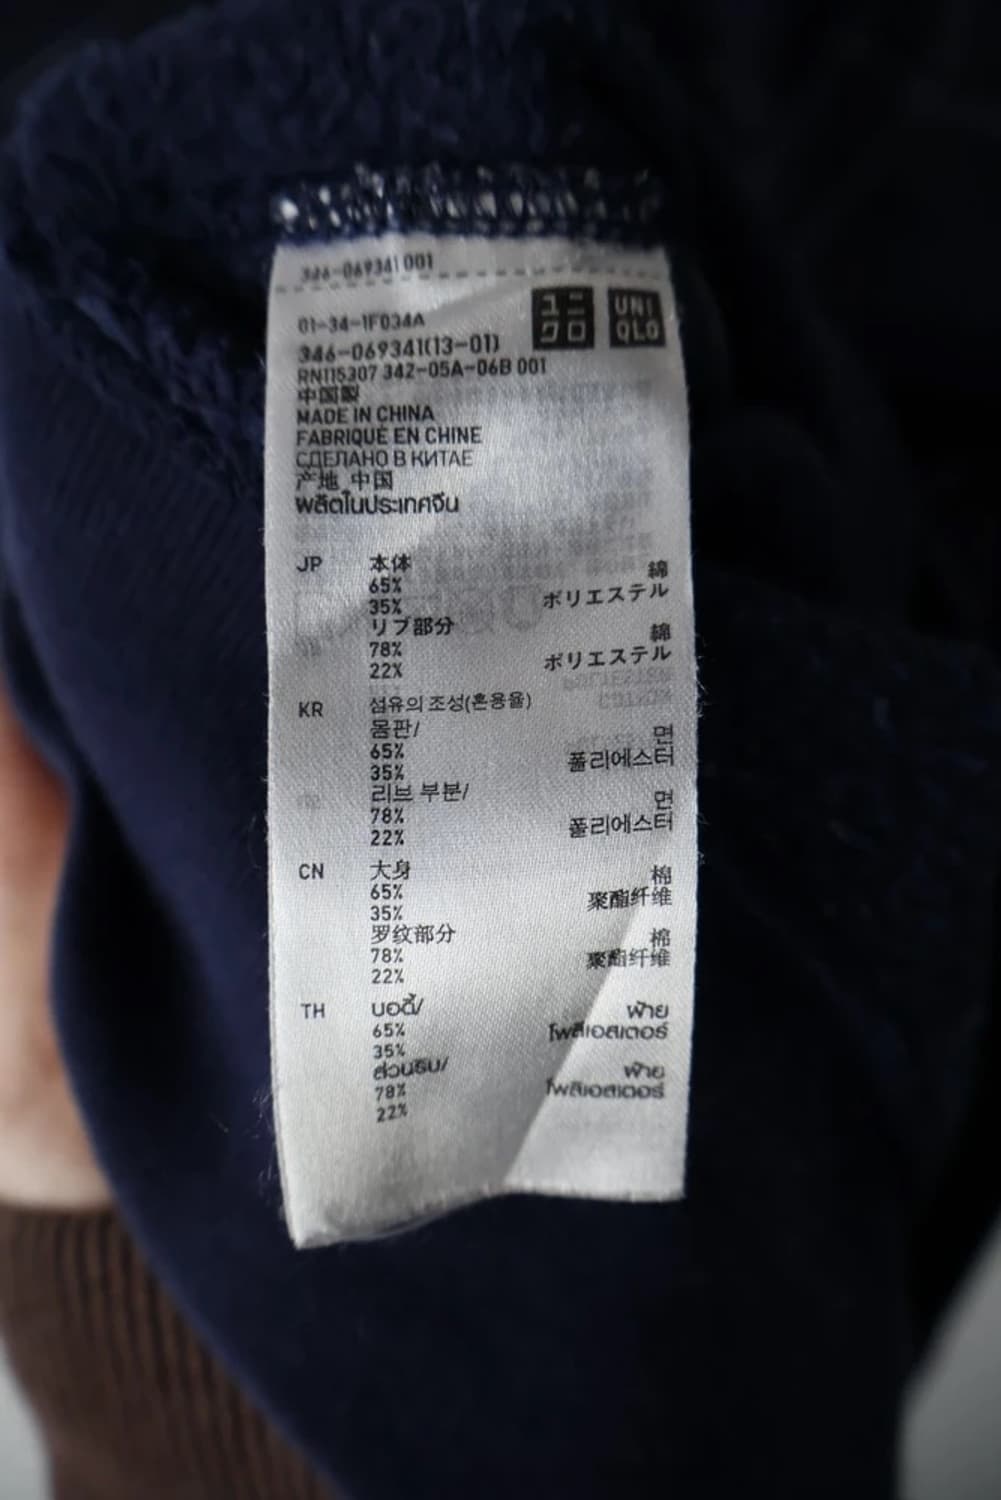 346-069341 001
ユニクロ
UNIQLO
01-34-1F034A
346-069341(13-01)
RN115307 342-05A-06B 001
中国製
MADE IN CHINA
FABRIQUÉ EN CHINE
СДЕЛАНО В КИТАЕ
产地 中国
ผลิตในประเทศจีน
JP 本体
65% 綿
35% ポリエステル
リブ部分
78% 綿
22% ポリエステル
KR 섬유의 조성(혼용율)
몸판/
65% 면
35% 폴리에스터
리브 부분/
78% 면
22% 폴리에스터
CN 大身
65% 棉
35% 聚酯纤维
罗纹部分
78% 棉
22% 聚酯纤维
TH บอดี้/
65% ฝ้าย
35% โพลีเอสเตอร์
ส่วนริบ/
78% ฝ้าย
22% โพลีเอสเตอร์